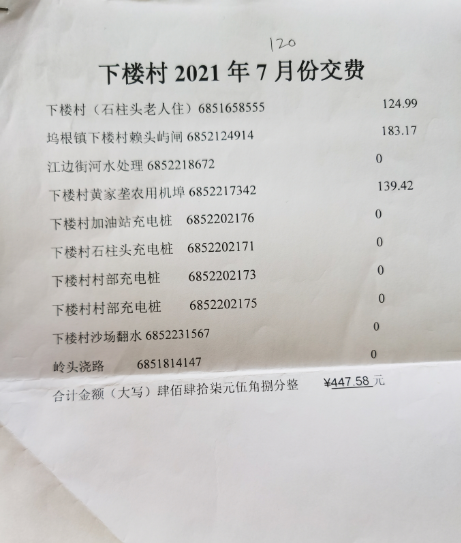 120
下楼村 2021 年 7 月份交费
下楼村（石柱头老人住）6851658555 124.99
坞根镇下楼村赖头屿闸 6852124914 183.17
江边街河水处理 6852218672 0
下楼村黄家垄农用机埠 6852217342 139.42
下楼村加油站充电桩 6852202176 0
下楼村石柱头充电桩 6852202171 0
下楼村村部充电桩 6852202173 0
下楼村村部充电桩 6852202175 0
下楼村沙场翻水 6852231567 0
岭头浇路 6851814147 0
合计金额（大写）肆佰肆拾柒元伍角捌分整 ¥447.58 元